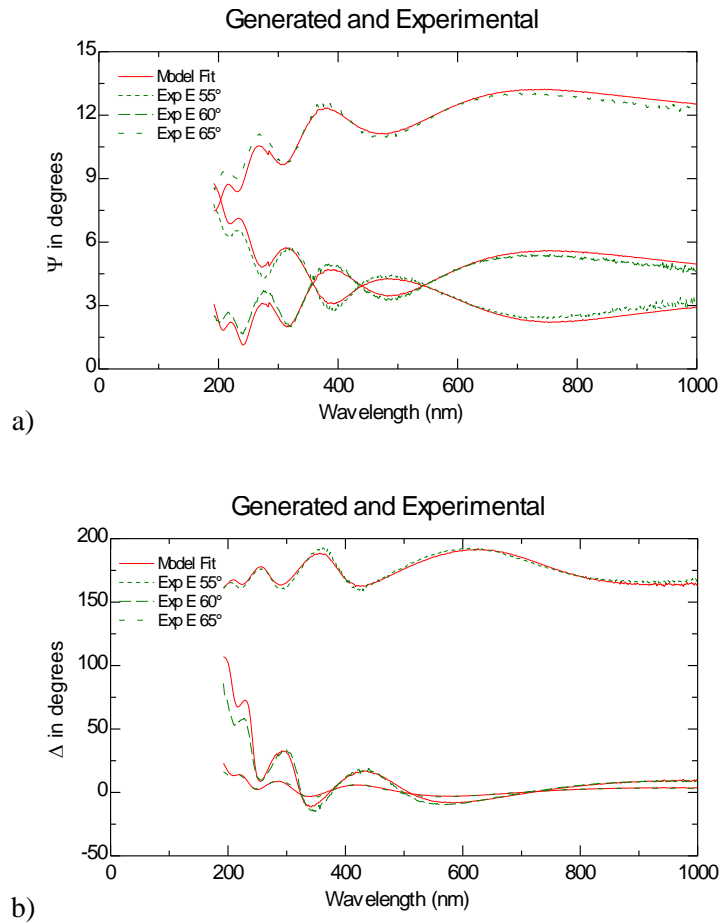 Generated and Experimental
15
12
9
6
3
0
Ψ in degrees
Model Fit
Exp E 55°
Exp E 60°
Exp E 65°
0
200
400
600
800
1000
Wavelength (nm)
a)
Generated and Experimental
200
150
100
50
0
-50
Δ in degrees
Model Fit
Exp E 55°
Exp E 60°
Exp E 65°
0
200
400
600
800
1000
Wavelength (nm)
b)